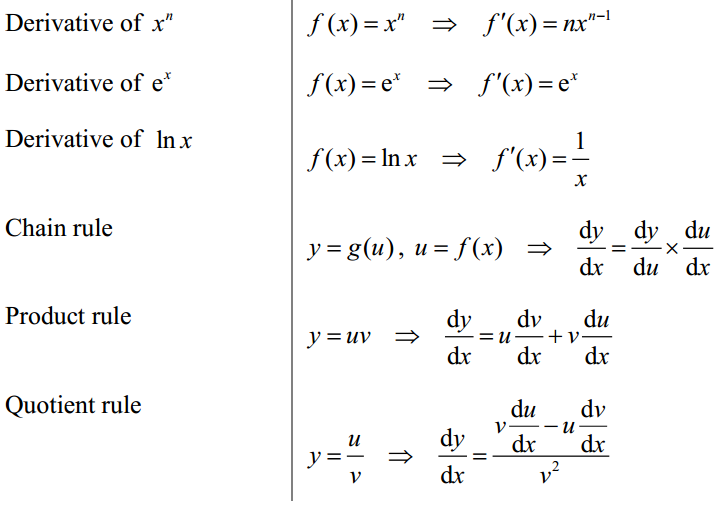 Derivative of xⁿ f(x) = xⁿ ⇒ f′(x) = nxⁿ⁻¹
Derivative of eˣ f(x) = eˣ ⇒ f′(x) = eˣ
Derivative of ln x f(x) = ln x ⇒ f′(x) = 1/x
Chain rule y = g(u), u = f(x) ⇒ dy/dx = dy/du × du/dx
Product rule y = uv ⇒ dy/dx = u dv/dx + v du/dx
Quotient rule y = u/v ⇒ dy/dx = (v du/dx − u dv/dx)/v²